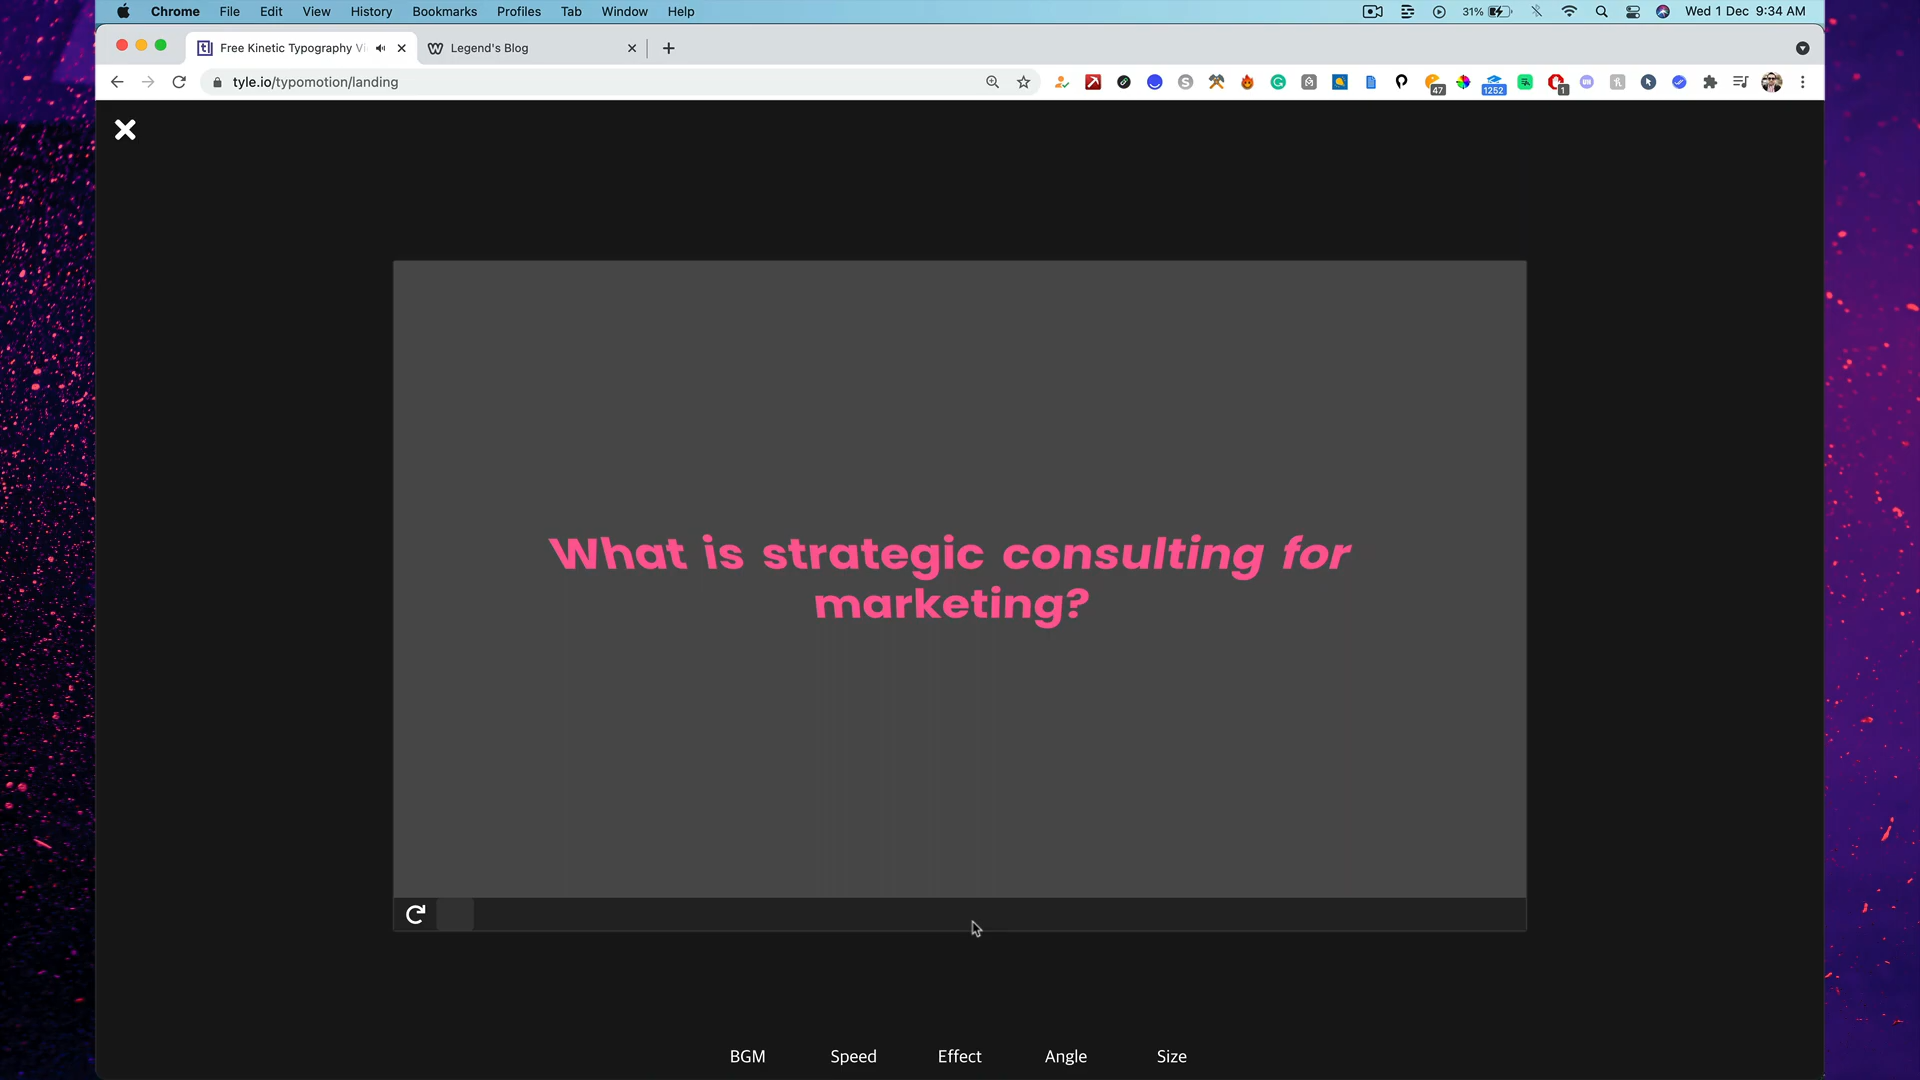 Chrome File Edit View History Bookmarks Profiles Tab Window Help 31% Wed 1 Dec 9:34 AM
Free Kinetic Typography Vi Legend's Blog
tyle.io/typomotion/landing 47 1252 1
What is strategic consulting for
marketing?
BGM Speed Effect Angle Size